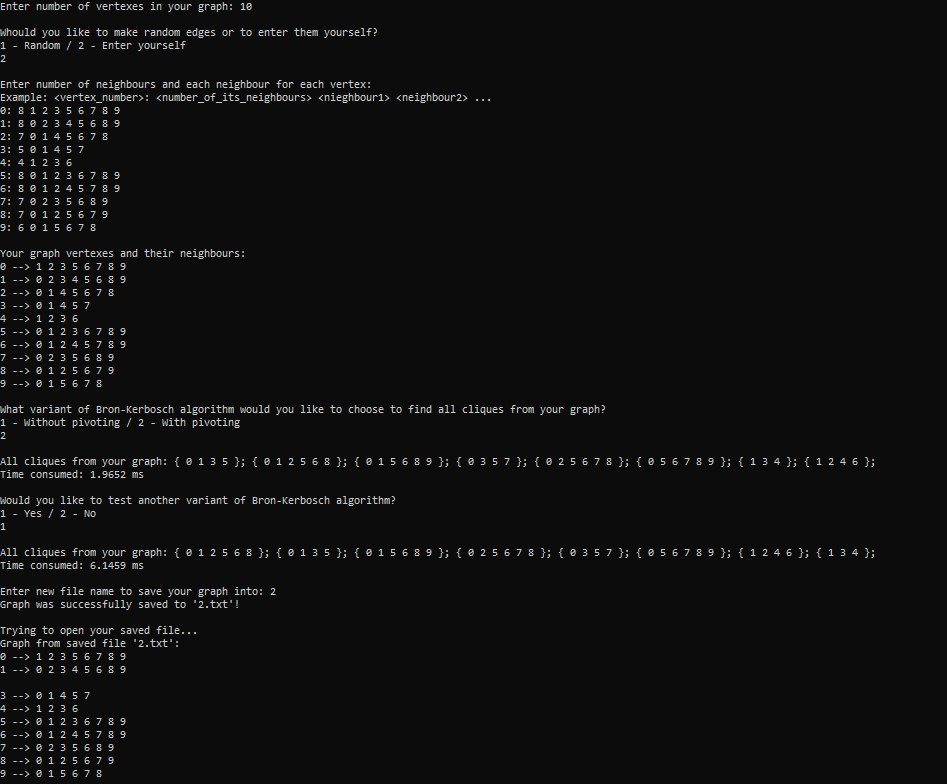 Enter number of vertexes in your graph: 10
Whould you like to make random edges or to enter them yourself?
1 - Random / 2 - Enter yourself
2
Enter number of neighbours and each neighbour for each vertex:
Example: <vertex_number>: <number_of_its_neighbours> <nieghbour1> <neighbour2> ...
0: 8 1 2 3 5 6 7 8 9
1: 8 0 2 3 4 5 6 8 9
2: 7 0 1 4 5 6 7 8
3: 5 0 1 4 5 7
4: 4 1 2 3 6
5: 8 0 1 2 3 6 7 8 9
6: 8 0 1 2 4 5 7 8 9
7: 7 0 2 3 5 6 8 9
8: 7 0 1 2 5 6 7 9
9: 6 0 1 5 6 7 8
Your graph vertexes and their neighbours:
0 --> 1 2 3 5 6 7 8 9
1 --> 0 2 3 4 5 6 8 9
2 --> 0 1 4 5 6 7 8
3 --> 0 1 4 5 7
4 --> 1 2 3 6
5 --> 0 1 2 3 6 7 8 9
6 --> 0 1 2 4 5 7 8 9
7 --> 0 2 3 5 6 8 9
8 --> 0 1 2 5 6 7 9
9 --> 0 1 5 6 7 8
What variant of Bron-Kerbosch algorithm would you like to choose to find all cliques from your graph?
1 - Without pivoting / 2 - With pivoting
2
All cliques from your graph: { 0 1 3 5 }; { 0 1 2 5 6 8 }; { 0 1 5 6 8 9 }; { 0 3 5 7 }; { 0 2 5 6 7 8 }; { 0 5 6 7 8 9 }; { 1 3 4 }; { 1 2 4 6 };
Time consumed: 1.9652 ms
Would you like to test another variant of Bron-Kerbosch algorithm?
1 - Yes / 2 - No
1
All cliques from your graph: { 0 1 2 5 6 8 }; { 0 1 3 5 }; { 0 1 5 6 8 9 }; { 0 2 5 6 7 8 }; { 0 3 5 7 }; { 0 5 6 7 8 9 }; { 1 2 4 6 }; { 1 3 4 };
Time consumed: 6.1459 ms
Enter new file name to save your graph into: 2
Graph was successfully saved to '2.txt'!
Trying to open your saved file...
Graph from saved file '2.txt':
0 --> 1 2 3 5 6 7 8 9
1 --> 0 2 3 4 5 6 8 9
3 --> 0 1 4 5 7
4 --> 1 2 3 6
5 --> 0 1 2 3 6 7 8 9
6 --> 0 1 2 4 5 7 8 9
7 --> 0 2 3 5 6 8 9
8 --> 0 1 2 5 6 7 9
9 --> 0 1 5 6 7 8